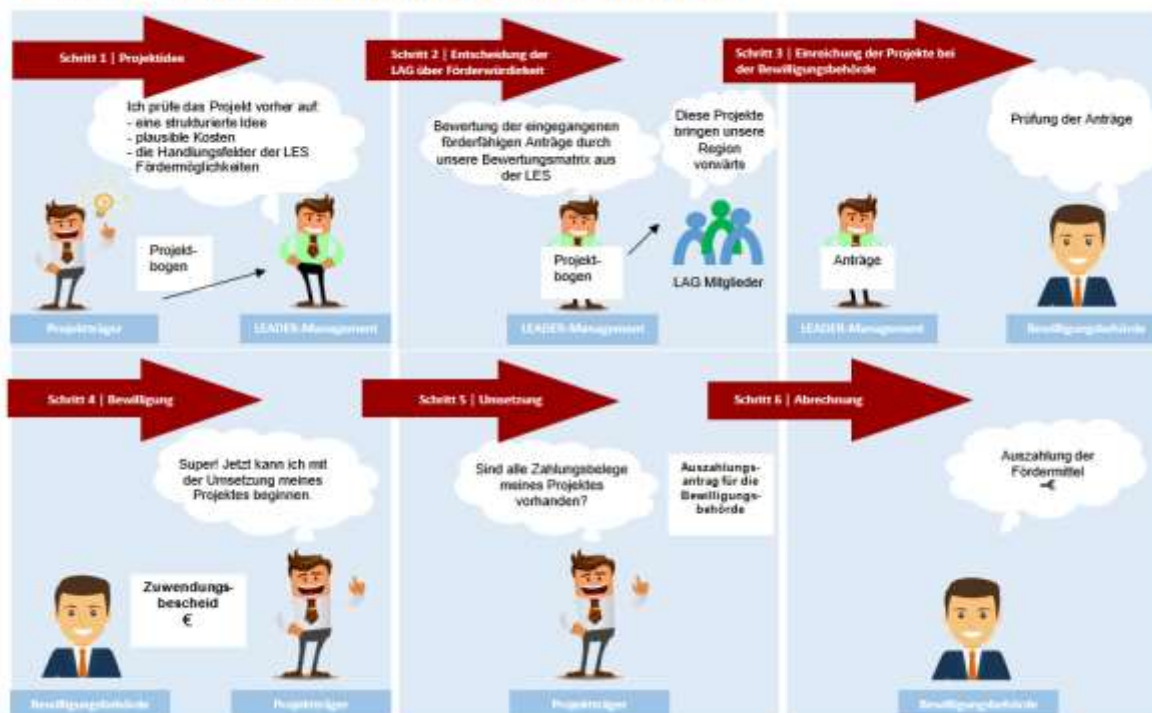 Schritt 1 | Projektidee
Ich prüfe das Projekt vorher auf:
- eine strukturierte Idee
- plausible Kosten
- die Handlungsfelder der LES
Fördermöglichkeiten
Projekt-
bogen
Projektträger
LEADER-Management
Schritt 2 | Entscheidung der
LAG über Förderwürdigkeit
Bewertung der eingegangenen
förderfähigen Anträge durch
unsere Bewertungsmatrix aus
der LES
Diese Projekte
bringen unsere
Region
vorwärts
Projekt-
bogen
LAG Mitglieder
LEADER-Management
Schritt 3 | Einreichung der Projekte bei
der Bewilligungsbehörde
Prüfung der Anträge
Anträge
LEADER-Management
Bewilligungsbehörde
Schritt 4 | Bewilligung
Super! Jetzt kann ich mit
der Umsetzung meines
Projektes beginnen.
Zuwendungs-
bescheid
€
Bewilligungsbehörde
Projektträger
Schritt 5 | Umsetzung
Sind alle Zahlungsbelege
meines Projektes
vorhanden?
Auszahlungs-
antrag für die
Bewilligungs-
behörde
Projektträger
Schritt 6 | Abrechnung
Auszahlung der
Fördermittel
€
Bewilligungsbehörde